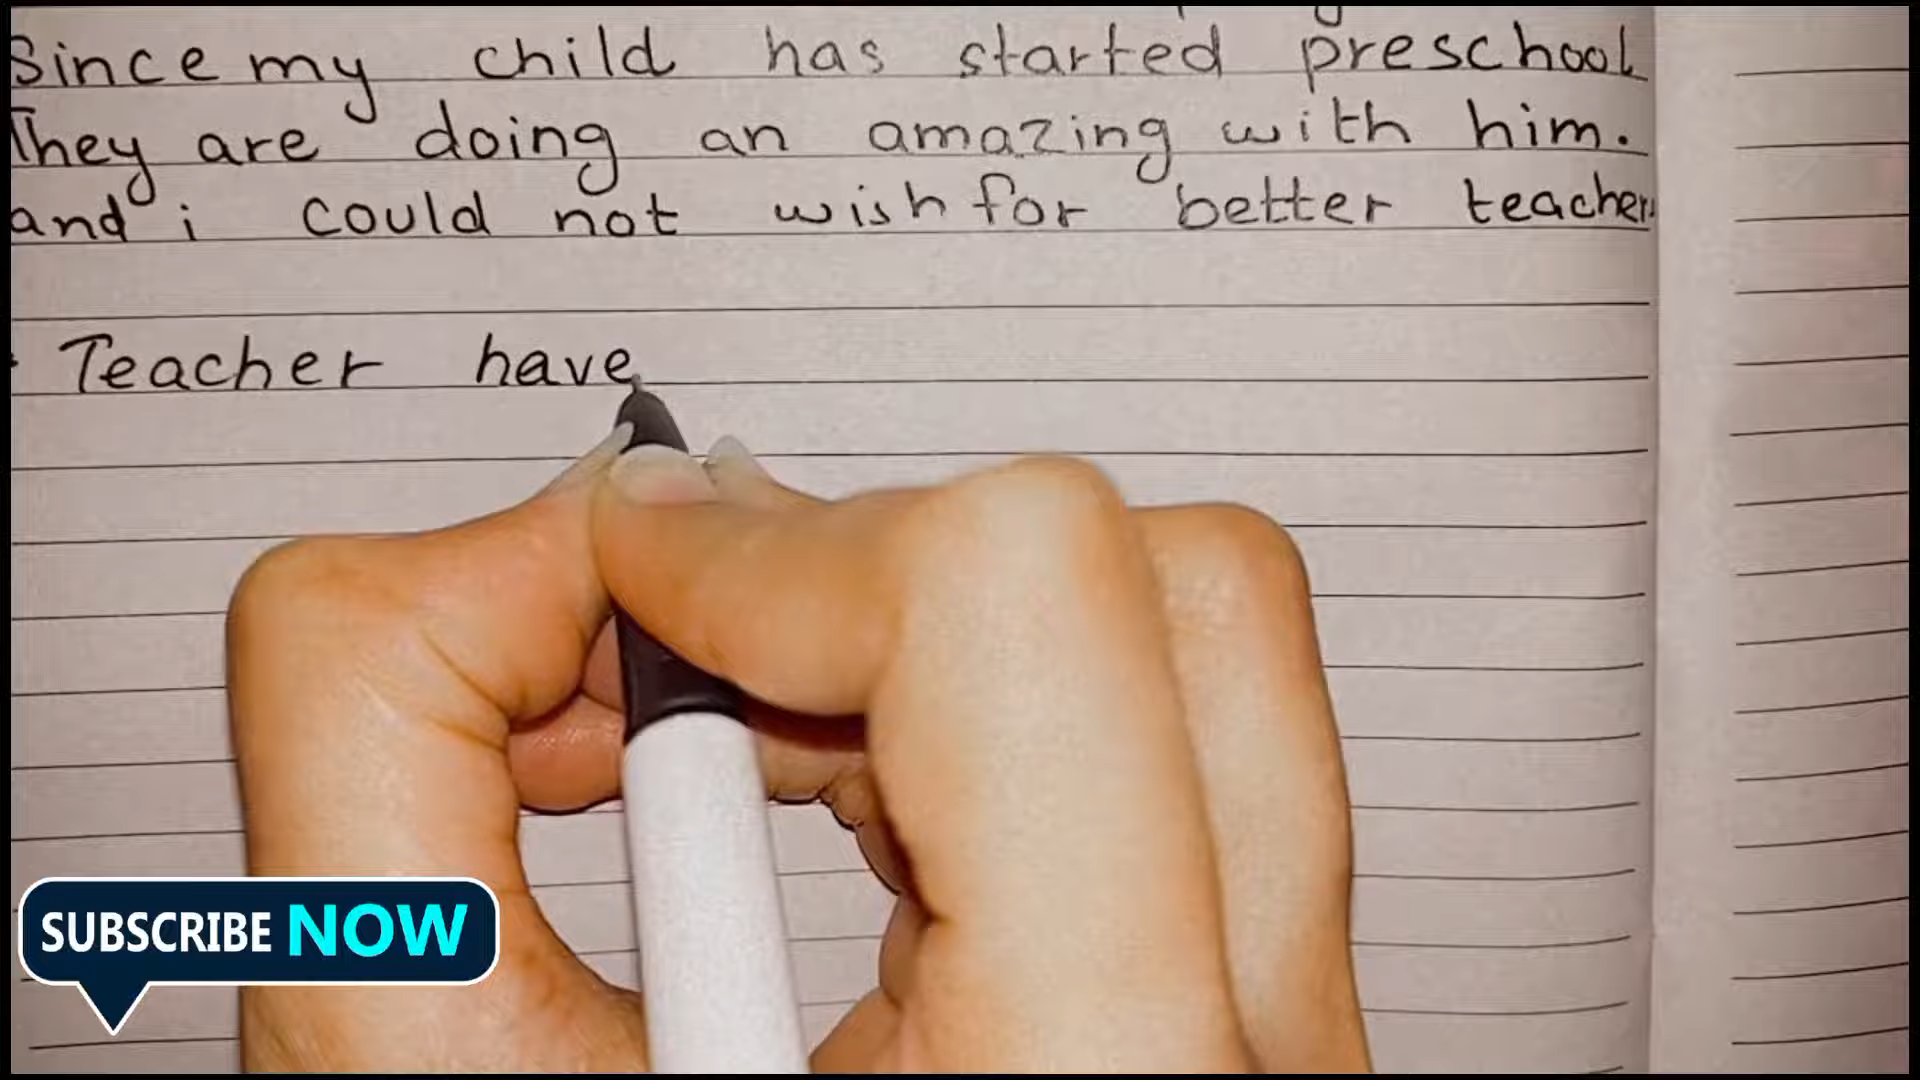 Since my child has started preschool
They are doing an amazing with him.
and i could not wish for better teachers
Teacher have
SUBSCRIBE NOW